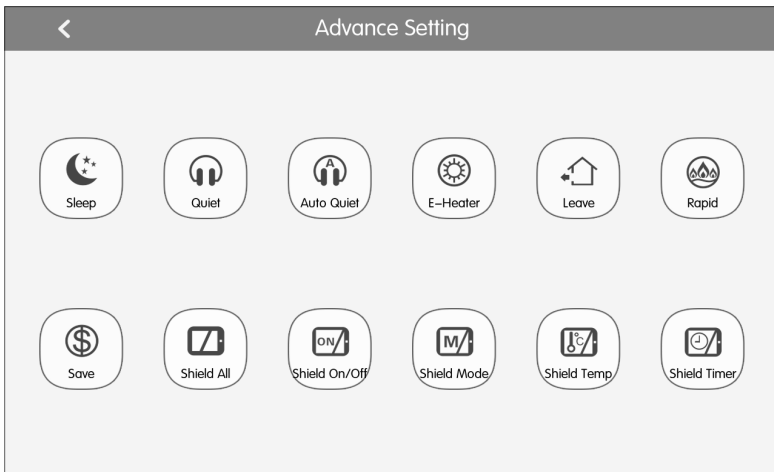 Advance Setting
Sleep
Quiet
A
Auto Quiet
E-Heater
Leave
Rapid
$
Save
Shield All
ON
Shield On/Off
M
Shield Mode
°C
Shield Temp
Shield Timer